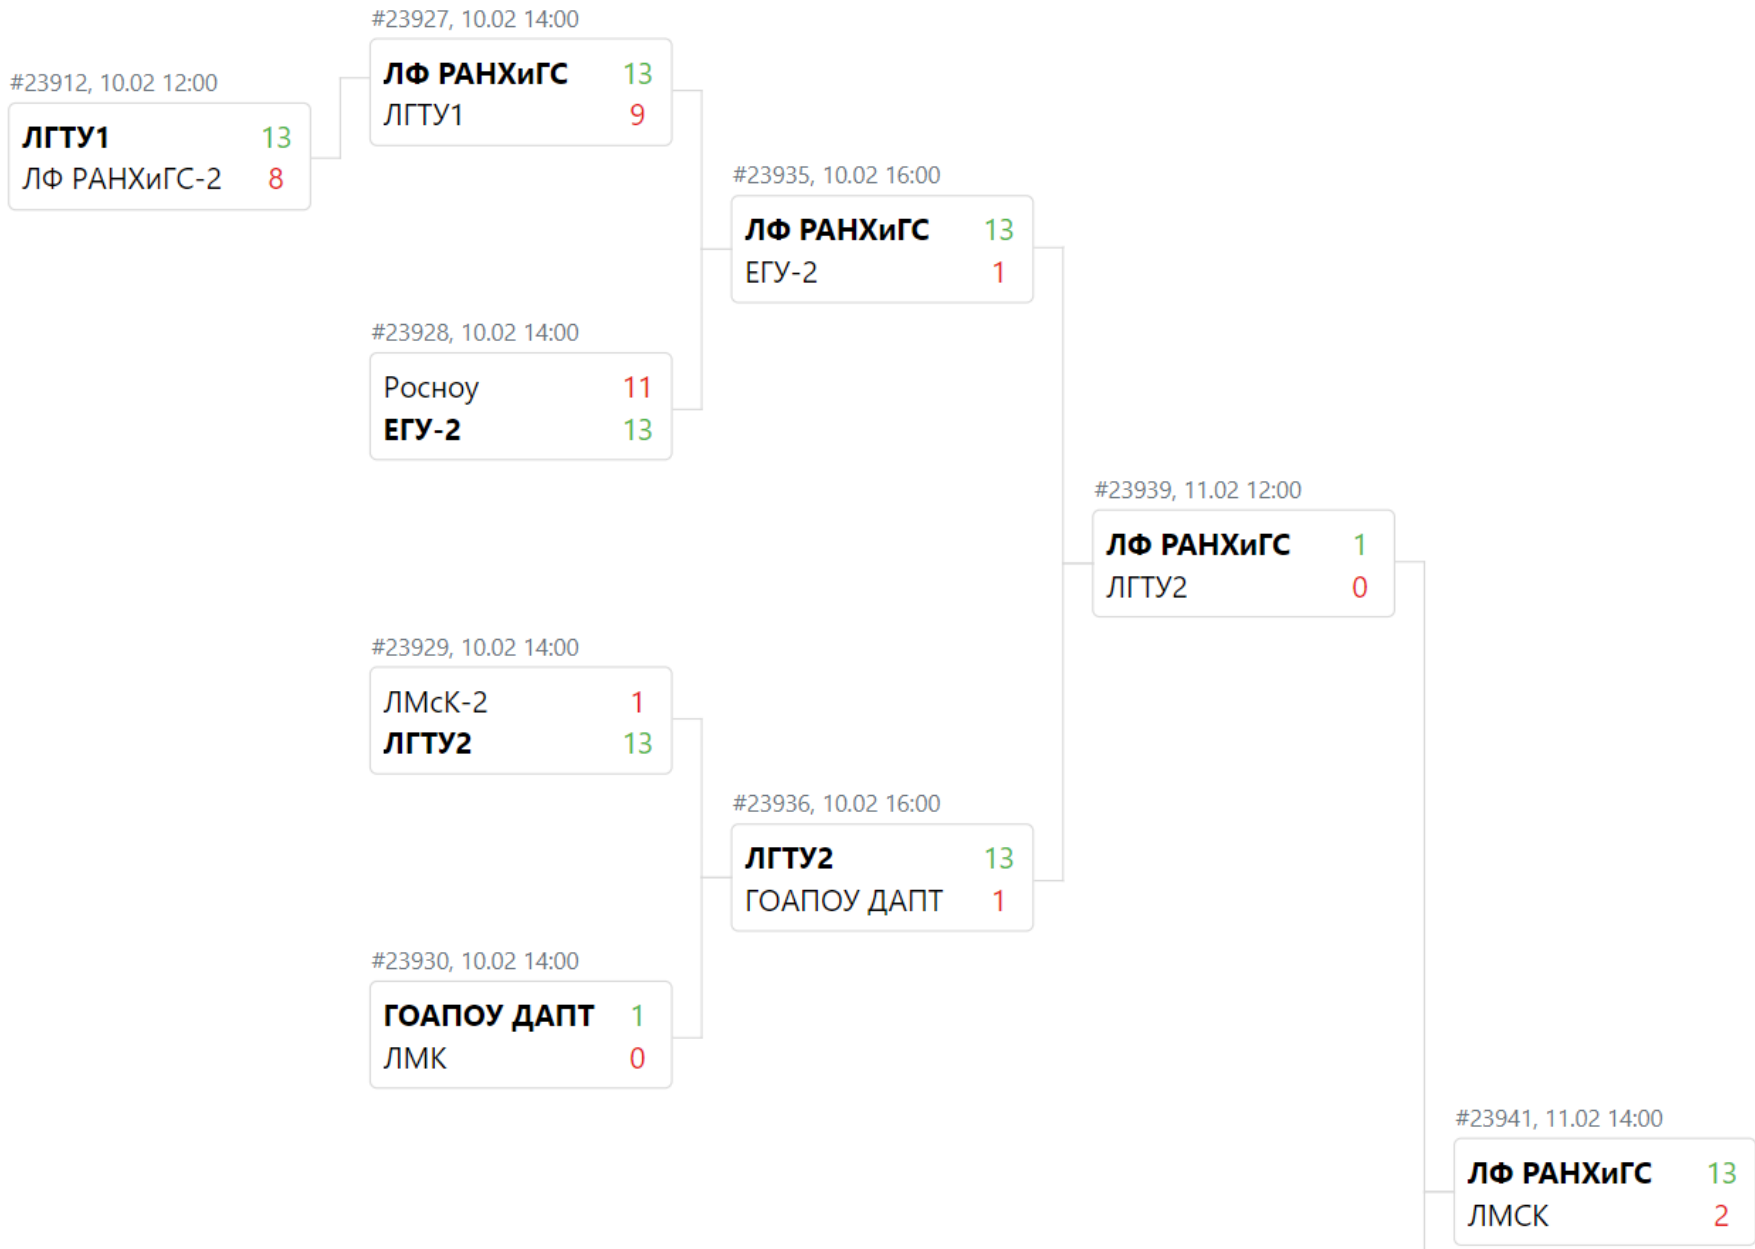 #23912, 10.02 12:00
ЛГТУ1 13
ЛФ РАНХиГС-2 8
#23927, 10.02 14:00
ЛФ РАНХиГС 13
ЛГТУ1 9
#23928, 10.02 14:00
Росноу 11
ЕГУ-2 13
#23929, 10.02 14:00
ЛМсК-2 1
ЛГТУ2 13
#23930, 10.02 14:00
ГОАПОУ ДАПТ 1
ЛМК 0
#23935, 10.02 16:00
ЛФ РАНХиГС 13
ЕГУ-2 1
#23936, 10.02 16:00
ЛГТУ2 13
ГОАПОУ ДАПТ 1
#23939, 11.02 12:00
ЛФ РАНХиГС 1
ЛГТУ2 0
#23941, 11.02 14:00
ЛФ РАНХиГС 13
ЛМСК 2